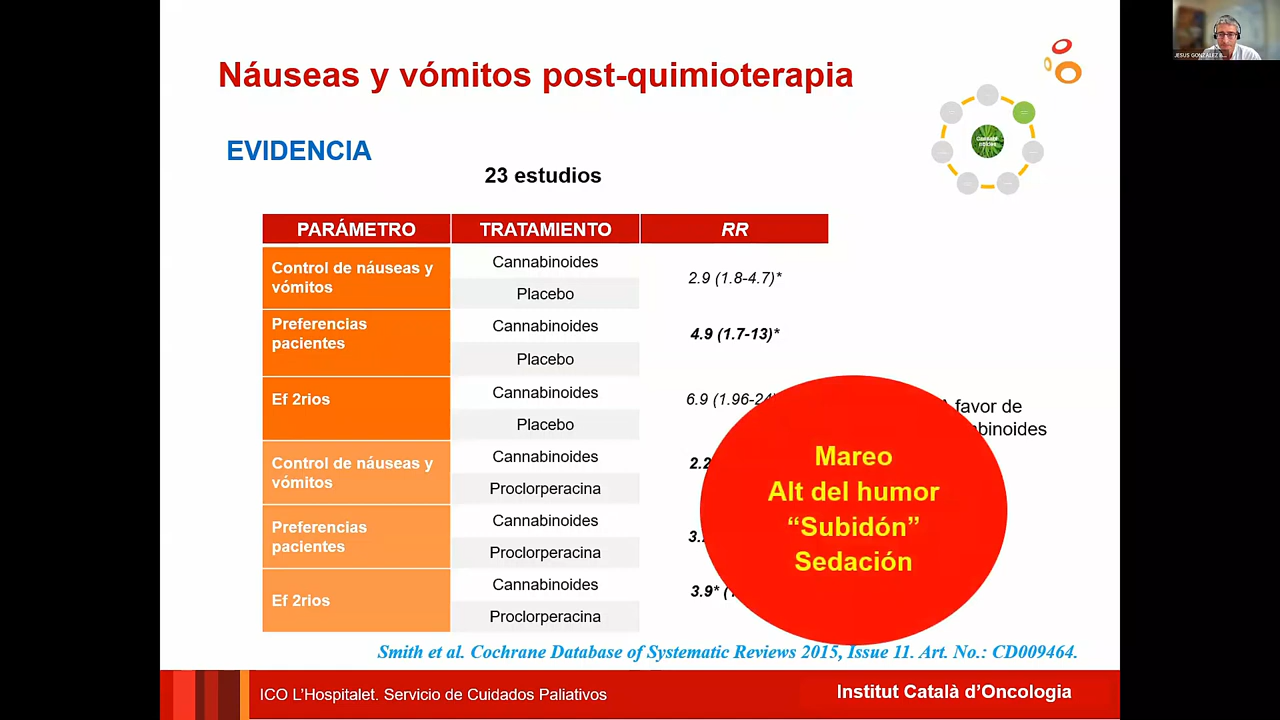 Náuseas y vómitos post-quimioterapia
JESUS GONZALEZ B...
EVIDENCIA
23 estudios
PARÁMETRO TRATAMIENTO RR
Control de náuseas y
vómitos
Cannabinoides
Placebo
2.9 (1.8-4.7)*
Preferencias
pacientes
Cannabinoides
Placebo
4.9 (1.7-13)*
Ef 2rios
Cannabinoides
Placebo
6.9 (1.96-24
favor de
Control de náuseas y
vómitos
Cannabinoides
Proclorperacina
2.2
Preferencias
pacientes
Cannabinoides
Proclorperacina
3.
Ef 2rios
Cannabinoides
Proclorperacina
3.9* (
Mareo
Alt del humor
“Subidón”
Sedación
Smith et al. Cochrane Database of Systematic Reviews 2015, Issue 11. Art. No.: CD009464.
ICO L’Hospitalet. Servicio de Cuidados Paliativos
Institut Català d’Oncologia